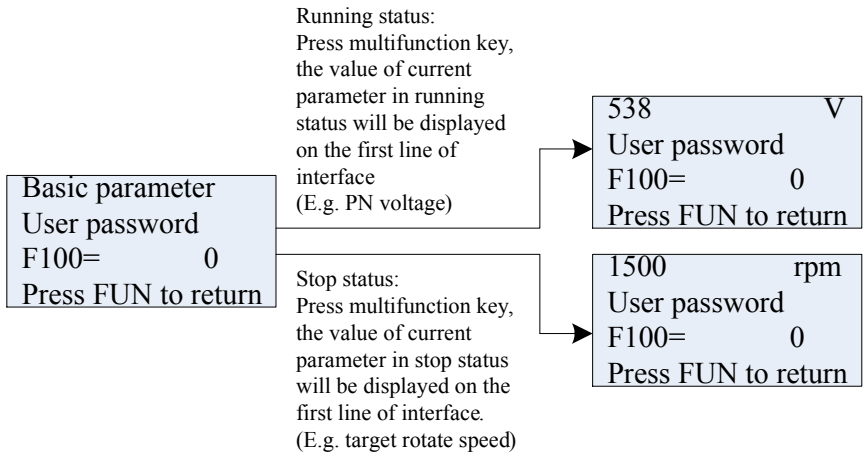 Running status:
Press multifunction key,
the value of current
parameter in running
status will be displayed
on the first line of
interface
(E.g. PN voltage)
Basic parameter
User password
F100= 0
Press FUN to return
538 V
User password
F100= 0
Press FUN to return
Stop status:
Press multifunction key,
the value of current
parameter in stop status
will be displayed on the
first line of interface.
(E.g. target rotate speed)
1500 rpm
User password
F100= 0
Press FUN to return